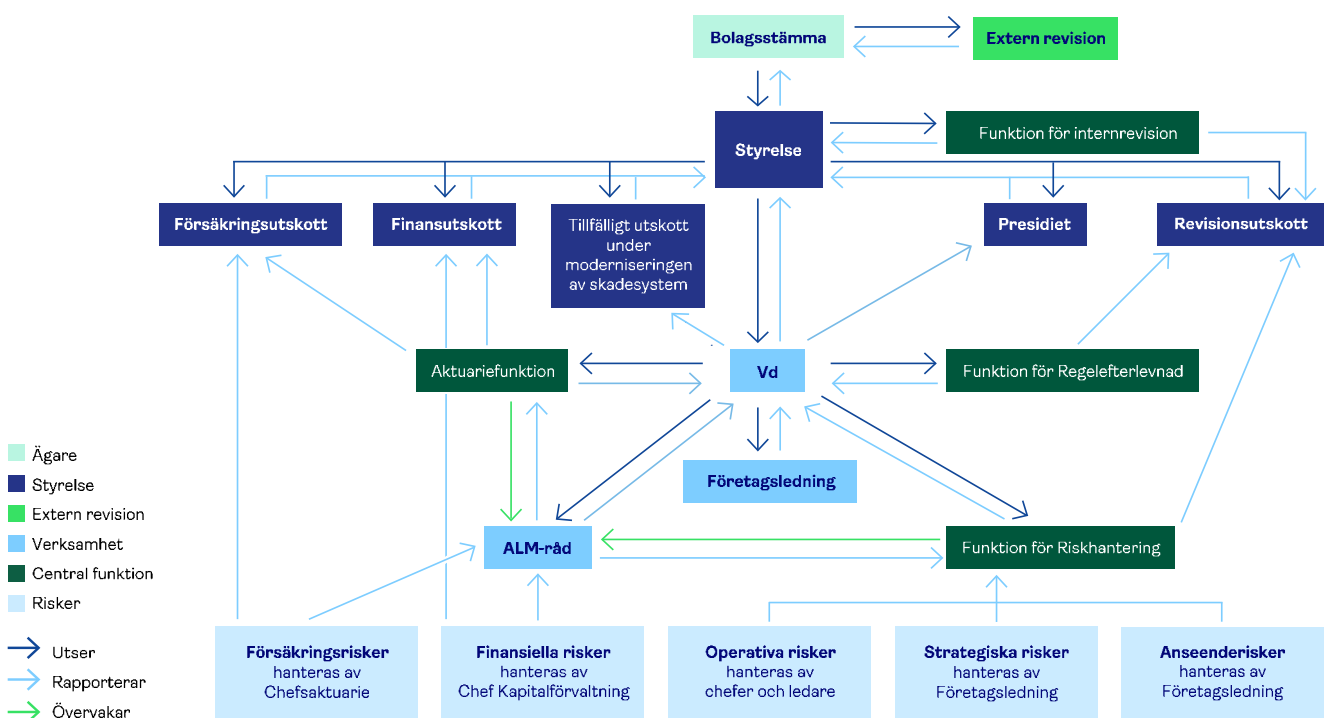 Bolagsstämma
Extern revision
Styrelse
Funktion för internrevision
Försäkringsutskott
Finansutskott
Tillfälligt utskott
under
moderniseringen
av skadesystem
Presidiet
Revisionsutskott
Aktuariefunktion
Vd
Funktion för Regelefterlevnad
Företagsledning
ALM-råd
Funktion för Riskhantering
Ägare
Styrelse
Extern revision
Verksamhet
Central funktion
Risker
Utser
Rapporterar
Övervakar
Försäkringsrisker
hanteras av
Chefsaktuarie
Finansiella risker
hanteras av
Chef Kapitalförvaltning
Operativa risker
hanteras av
chefer och ledare
Strategiska risker
hanteras av
Företagsledning
Anseenderisker
hanteras av
Företagsledning